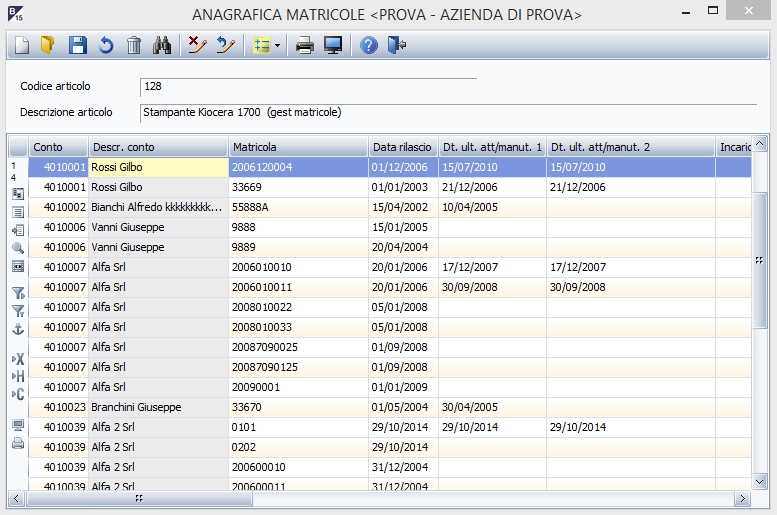 B 15 ANAGRAFICA MATRICOLE <PROVA - AZIENDA DI PROVA>
Codice articolo 128
Descrizione articolo Stampante Kiocera 1700 (gest matricole)
Conto Descr. conto Matricola Data rilascio Dt. ult. att/manut. 1 Dt. ult. att/manut. 2 Incaric
1 4010001 Rossi Gilbo 2006120004 01/12/2006 15/07/2010 15/07/2010
4 4010001 Rossi Gilbo 33669 01/01/2003 21/12/2006 21/12/2006
4010002 Bianchi Alfredo kkkkkkkkk... 55888A 15/04/2002 10/04/2005
4010006 Vanni Giuseppe 9888 15/01/2005
4010006 Vanni Giuseppe 9889 20/04/2004
4010007 Alfa Srl 2006010010 01/12/2006 17/12/2007 17/12/2007
4010007 Alfa Srl 2006010011 20/01/2006 30/09/2008 30/09/2008
4010007 Alfa Srl 2008010022 05/01/2008
4010007 Alfa Srl 2008010033 05/01/2008
4010007 Alfa Srl 20087090025 01/09/2008
4010007 Alfa Srl 20087090125 01/09/2008
X 4010007 Alfa Srl 20090001 01/01/2009
H 4010023 Branchini Giuseppe 33670 01/05/2004 30/04/2005
C 4010039 Alfa 2 Srl 0101 29/10/2014 29/10/2014 29/10/2014
4010039 Alfa 2 Srl 0202 29/10/2014
4010039 Alfa 2 Srl 200600010 31/12/2004
4010039 Alfa 2 Srl 200600011 31/12/2004